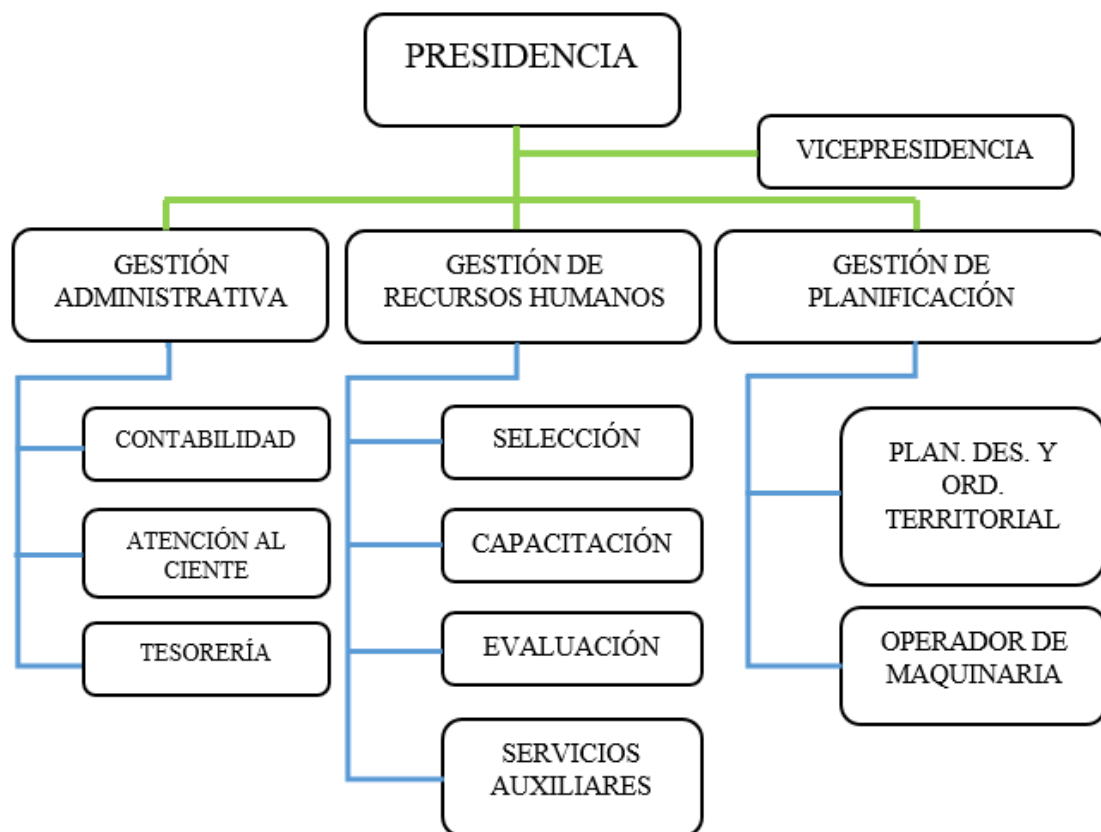 PRESIDENCIA
VICEPRESIDENCIA
GESTIÓN
ADMINISTRATIVA
GESTIÓN DE
RECURSOS HUMANOS
GESTIÓN DE
PLANIFICACIÓN
CONTABILIDAD
ATENCIÓN AL
CIENTE
TESORERÍA
SELECCIÓN
CAPACITACIÓN
EVALUACIÓN
SERVICIOS
AUXILIARES
PLAN. DES. Y
ORD.
TERRITORIAL
OPERADOR DE
MAQUINARIA